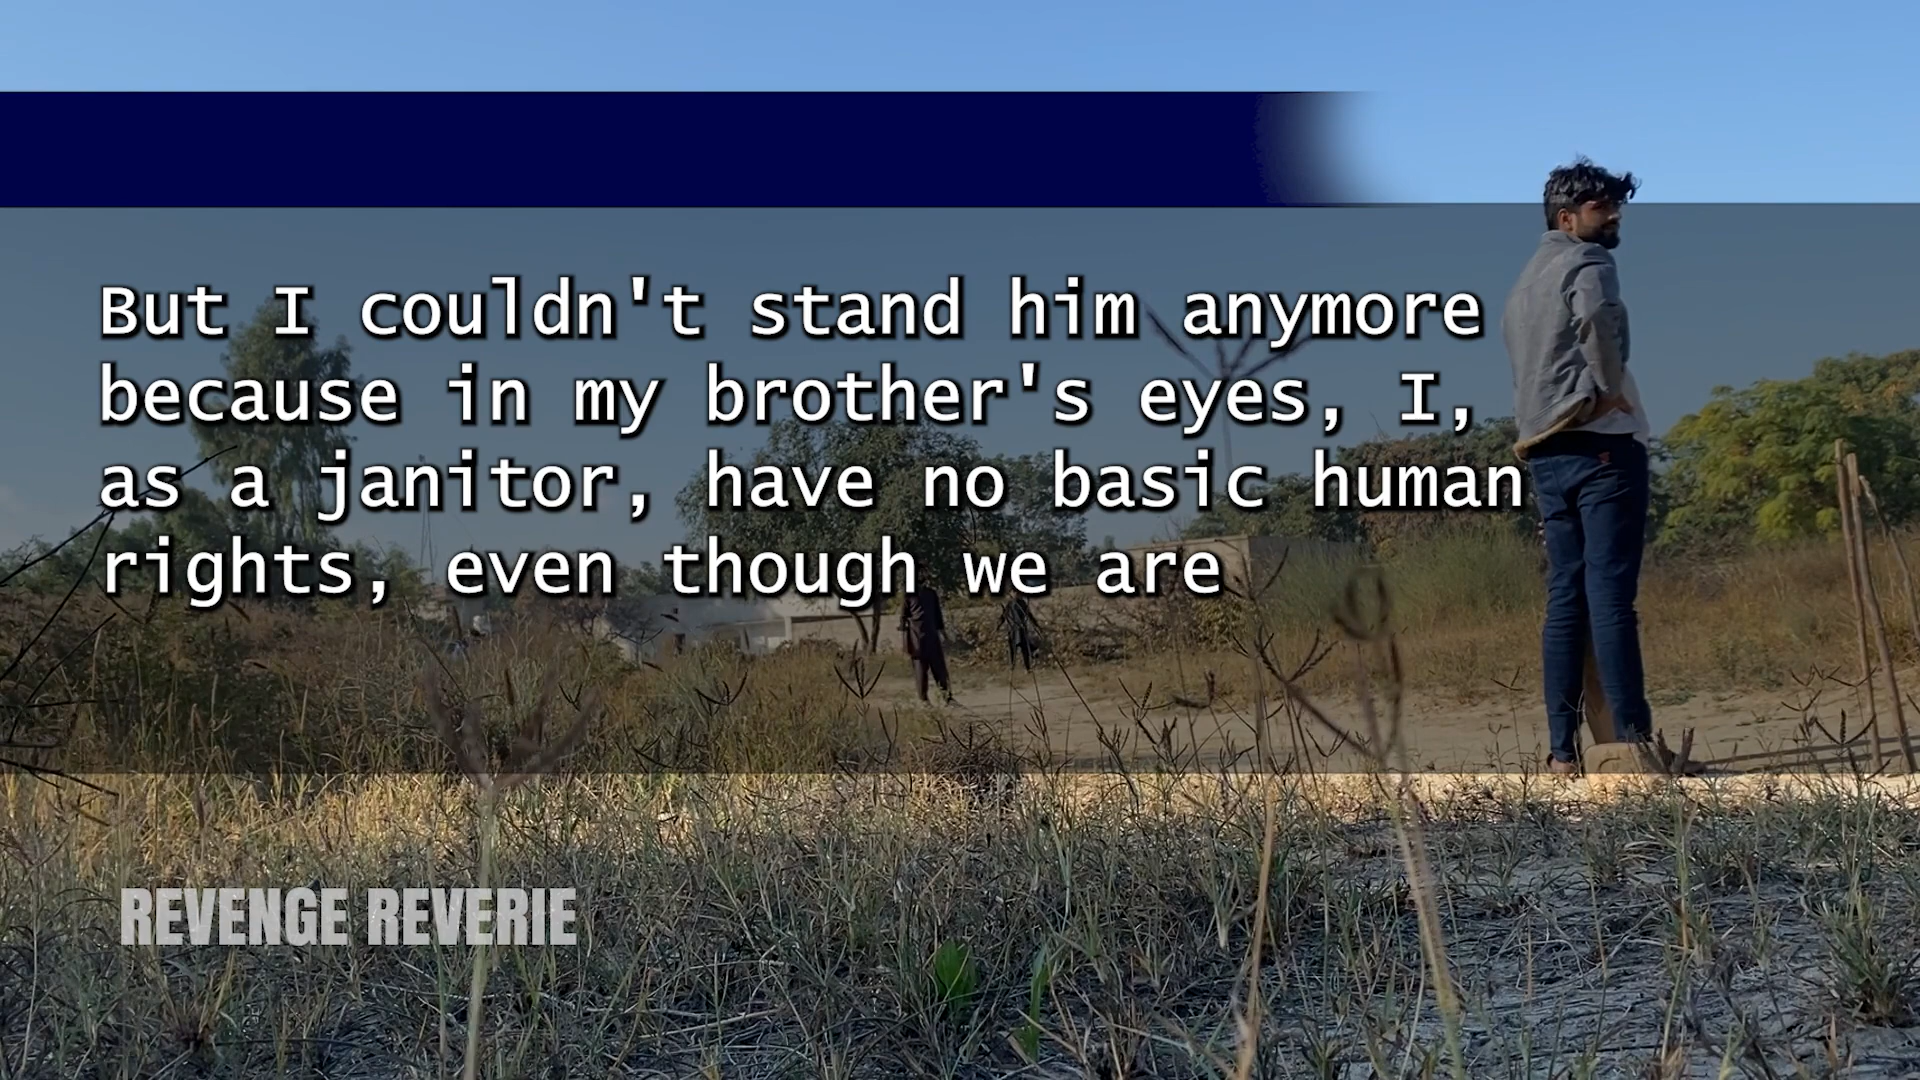 But I couldn't stand him anymore
because in my brother's eyes, I,
as a janitor, have no basic human
rights, even though we are
REVENGE REVERIE